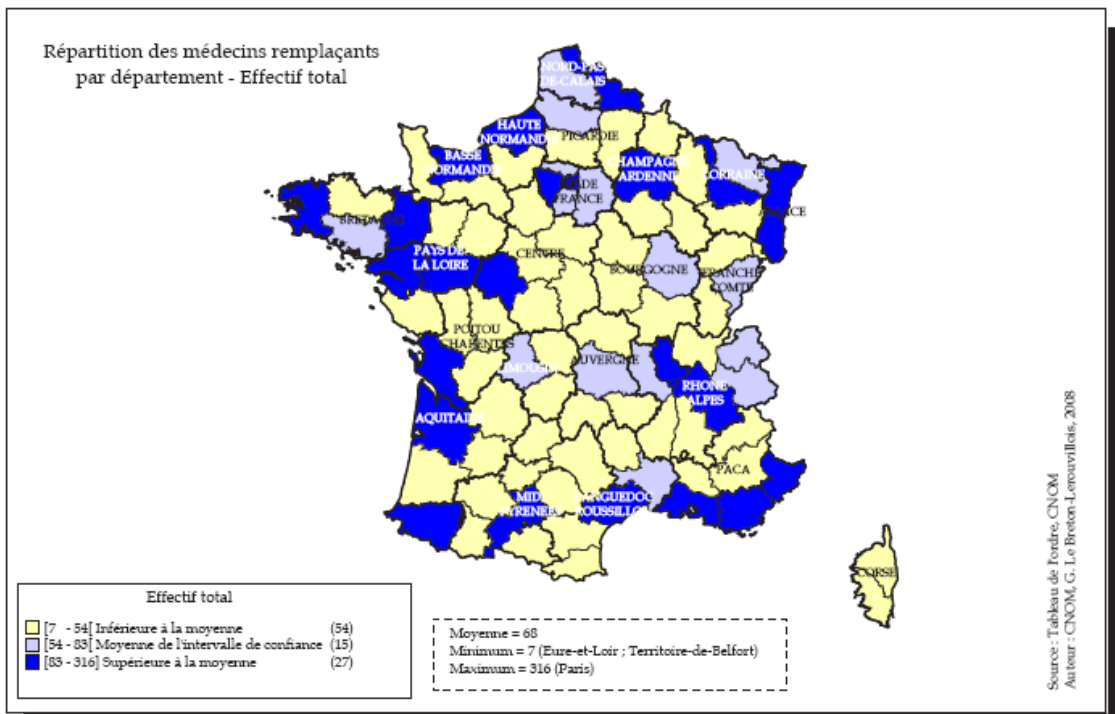 Répartition des médecins remplaçants
par département - Effectif total
NORD-PAS
DE-CALAIS
HAUTE
NORMANDIE
PICARDIE
BASSE
NORMANDIE
CHAMPAGNE
ARDENNE
LORRAINE
ILE DE
FRANCE
ALSACE
BRETAGNE
PAYS DE
LA LOIRE
CENTRE
BOURGOGNE
FRANCHE
COMTE
POITOU
CHARENTES
LIMOUSIN
AUVERGNE
RHONE
ALPES
AQUITAINE
PACA
MIDI
PYRENEES
LANGUEDOC
ROUSSILLON
CORSE
Effectif total
[7 - 54[ Inférieure à la moyenne (54)
[54 - 83[ Moyenne de l'intervalle de confiance (15)
[83 - 316] Supérieure à la moyenne (27)
Moyenne = 68
Minimum = 7 (Eure-et-Loir ; Territoire-de-Belfort)
Maximum = 316 (Paris)
Source : Tableau de l'ordre, CNOM
Auteur : CNOM, G. Le Breton-Lerouvillois, 2008